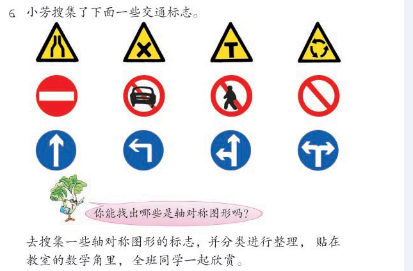 6. 小芳搜集了下面一些交通标志。
你能找出哪些是轴对称图形吗?
去搜集一些轴对称图形的标志，并分类进行整理，贴在
教室的数学角里，全班同学一起欣赏。